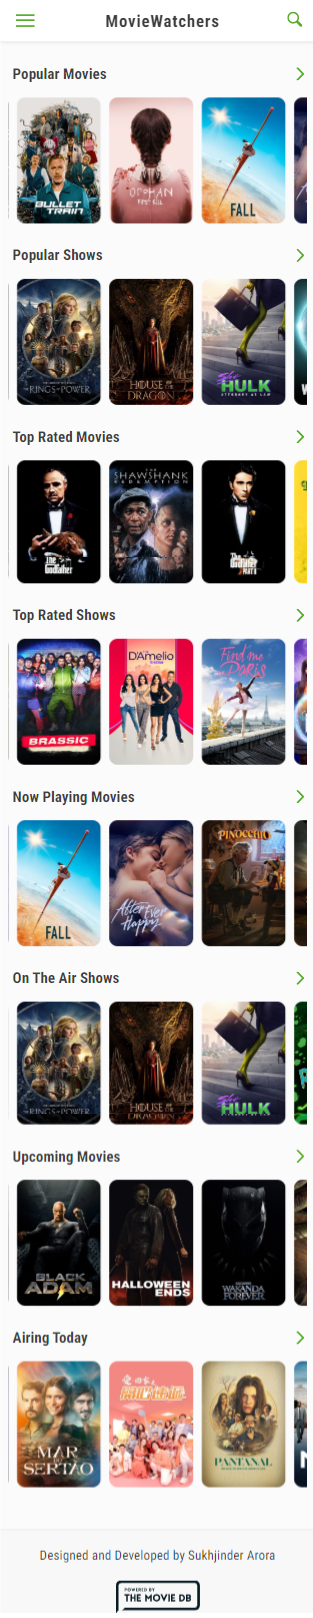 MovieWatchers
Popular Movies
BULLET
TRAIN
ORPHAN
FIRST KILL
FALL
Popular Shows
THE RINGS OF POWER
HOUSE OF THE
DRAGON
She
HULK
ATTORNEY AT LAW
Top Rated Movies
The
Godfather
THE
SHAWSHANK
REDEMPTION
The
Godfather
PART II
Top Rated Shows
BRASSIC
THE
D'Amelio
SHOW
Find me
in Paris
Now Playing Movies
FALL
After Ever
Happy
PINOCCHIO
On The Air Shows
THE RINGS OF POWER
HOUSE OF THE
DRAGON
She
HULK
Upcoming Movies
BLACK
ADAM
HALLOWEEN
ENDS
WAKANDA
FOREVER
Airing Today
MAR
DO
SERTÃO
愛·回家之
PANTANAL
Designed and Developed by Sukhjinder Arora
POWERED BY
THE MOVIE DB